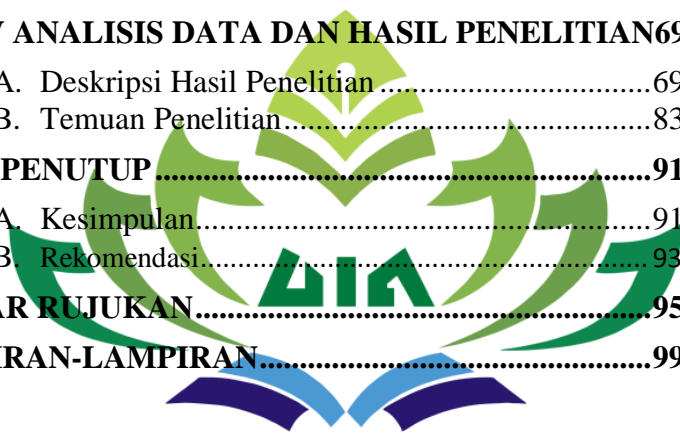 ANALISIS DATA DAN HASIL PENELITIAN69
A. Deskripsi Hasil Penelitian.................................69
B. Temuan Penelitian.............................................83
PENUTUP.............................................................91
A. Kesimpulan........................................................91
B. Rekomendasi...................................................... 93
AR RUJUKAN.......................................................95
IRAN-LAMPIRAN...............................................99
UIN